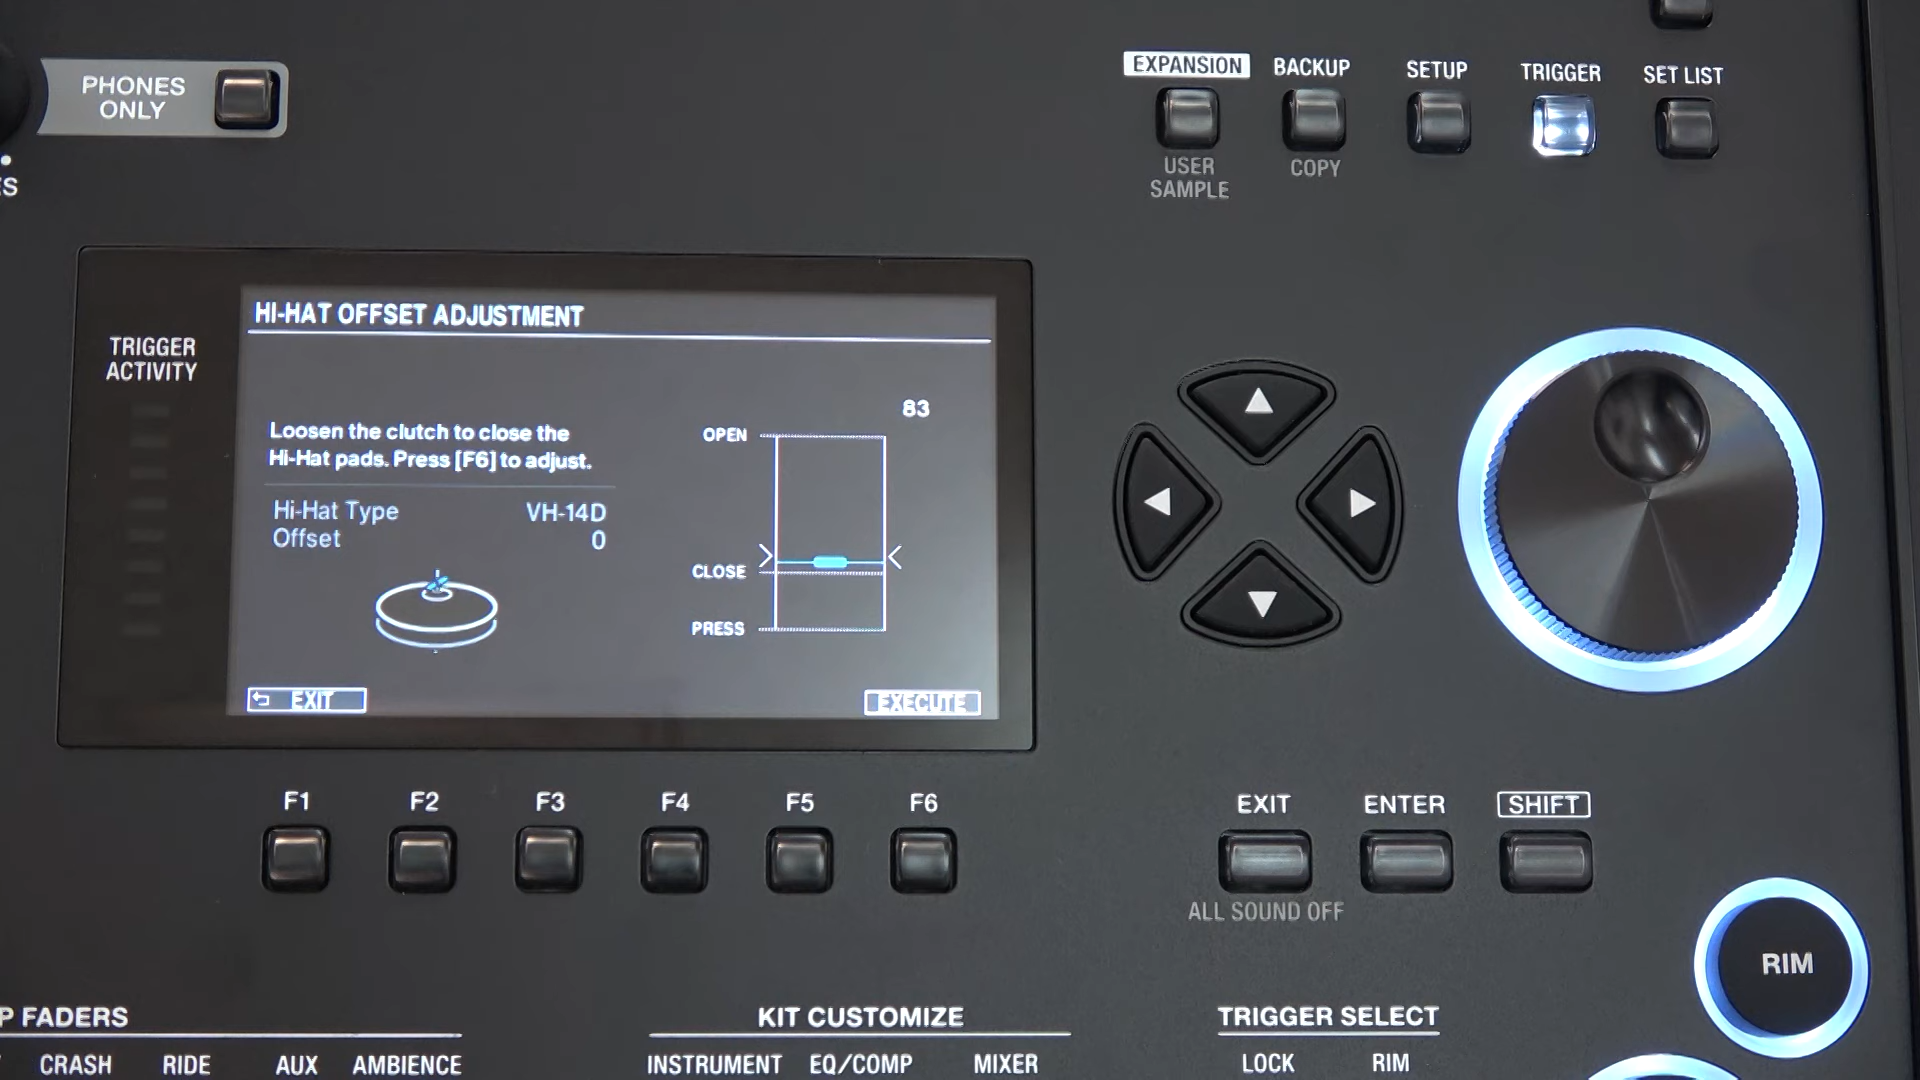 PHONES
ONLY
EXPANSION
BACKUP
SETUP
TRIGGER
SET LIST
USER
SAMPLE
COPY
ES
TRIGGER
ACTIVITY
HI-HAT OFFSET ADJUSTMENT
Loosen the clutch to close the
Hi-Hat pads. Press [F6] to adjust.
Hi-Hat Type VH-14D
Offset 0
83
OPEN
CLOSE
PRESS
EXIT
EXECUTE
F1 F2 F3 F4 F5 F6
EXIT ENTER SHIFT
ALL SOUND OFF
RIM
P FADERS
CRASH RIDE AUX AMBIENCE
KIT CUSTOMIZE
INSTRUMENT EQ/COMP MIXER
TRIGGER SELECT
LOCK RIM